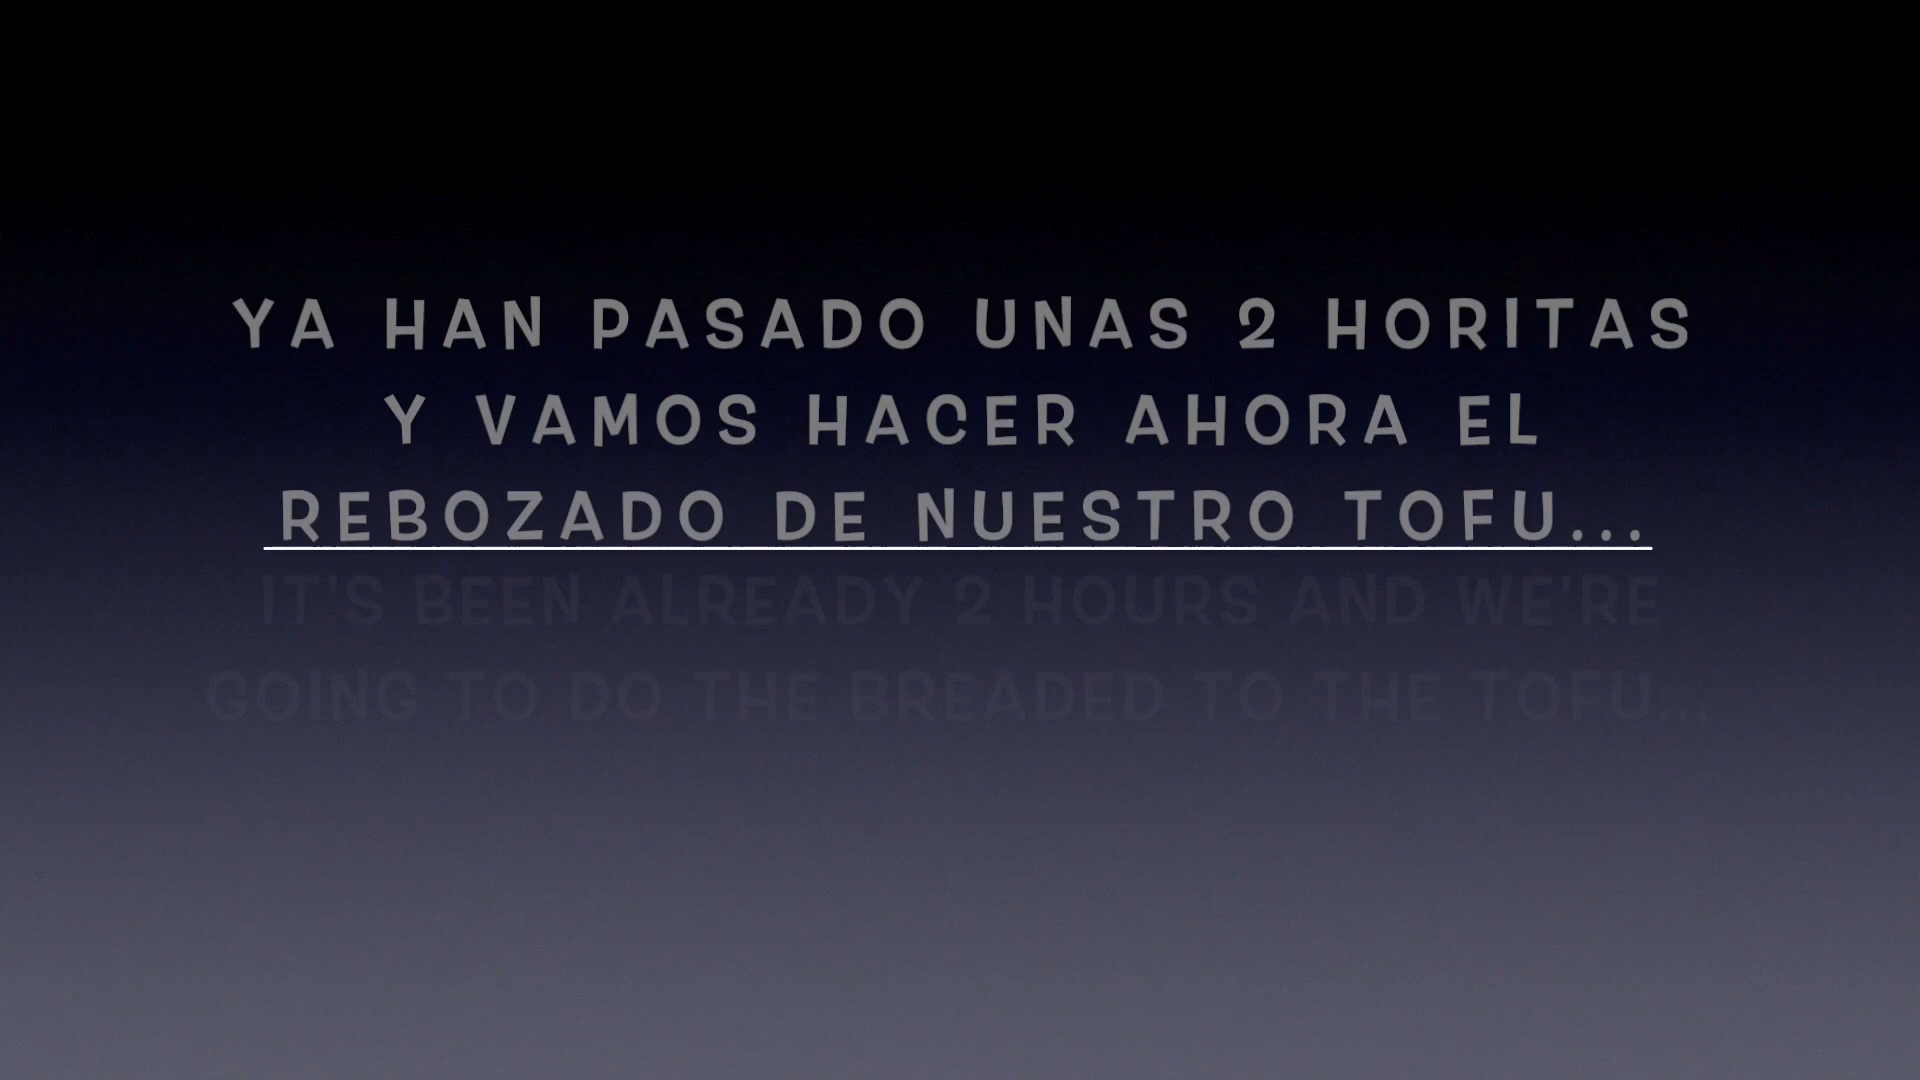 YA HAN PASADO UNAS 2 HORITAS
Y VAMOS HACER AHORA EL
REBOZADO DE NUESTRO TOFU...
IT'S BEEN ALREADY 2 HOURS AND WE'RE
GOING TO DO THE BREADED TO THE TOFU...